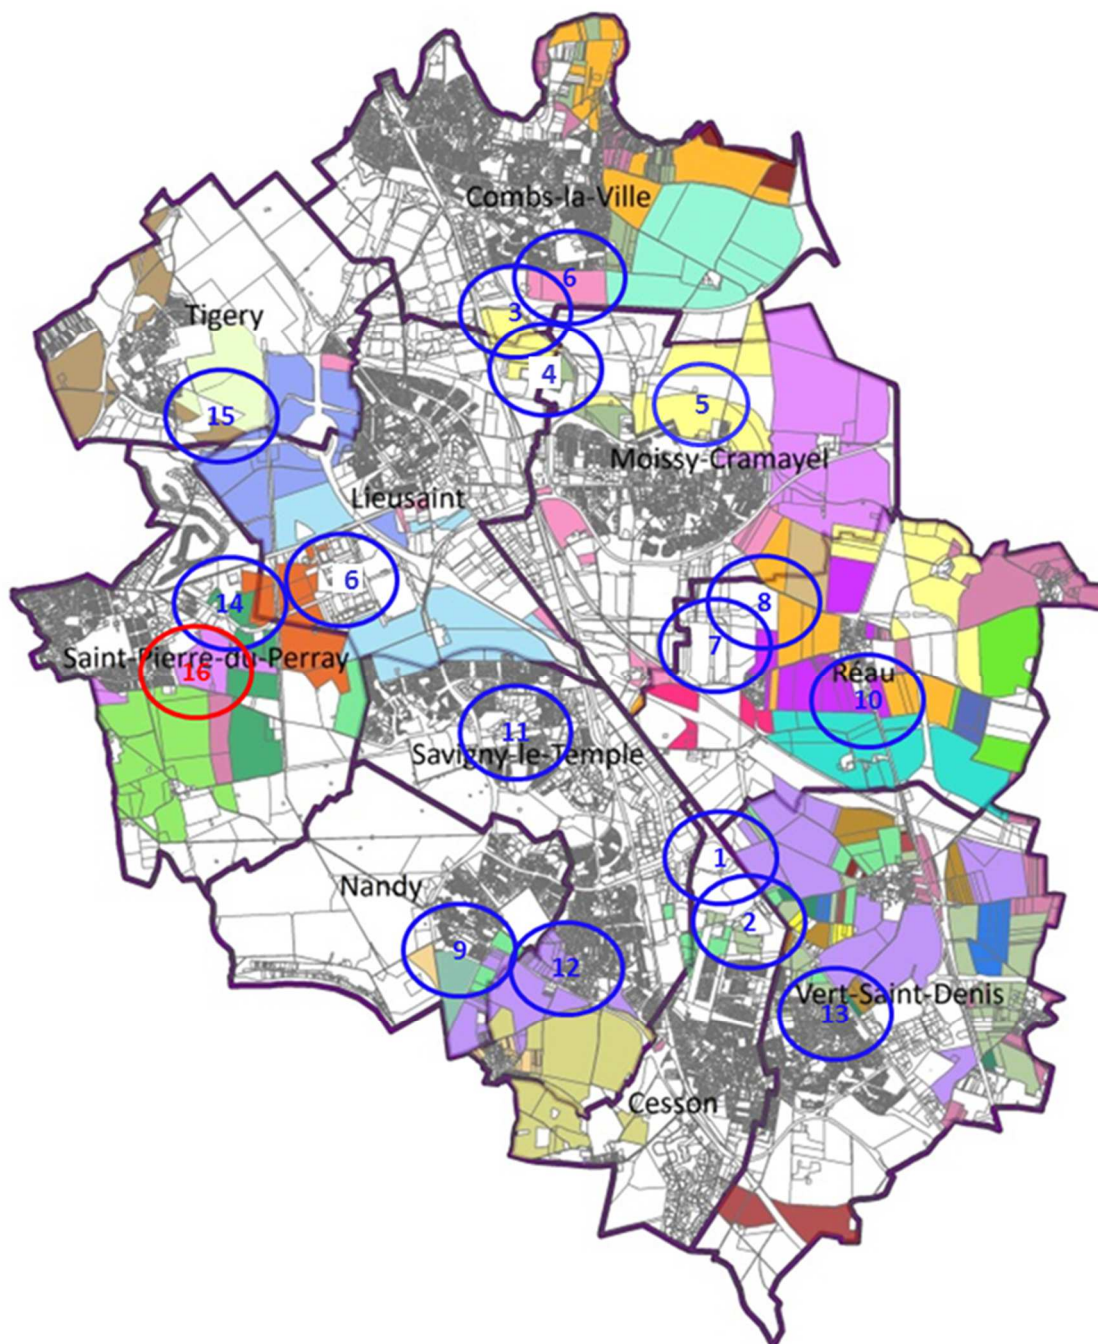 Combs-la-Ville
6
3
Tigery
4
15
5
Moissy-Cramayel
Lieusaint
6
14
8
7
Saint-Pierre-du-Perray
16
Réau
10
11
Savigny-le-Temple
1
Nandy
2
9
12
Vert-Saint-Denis
13
Cesson